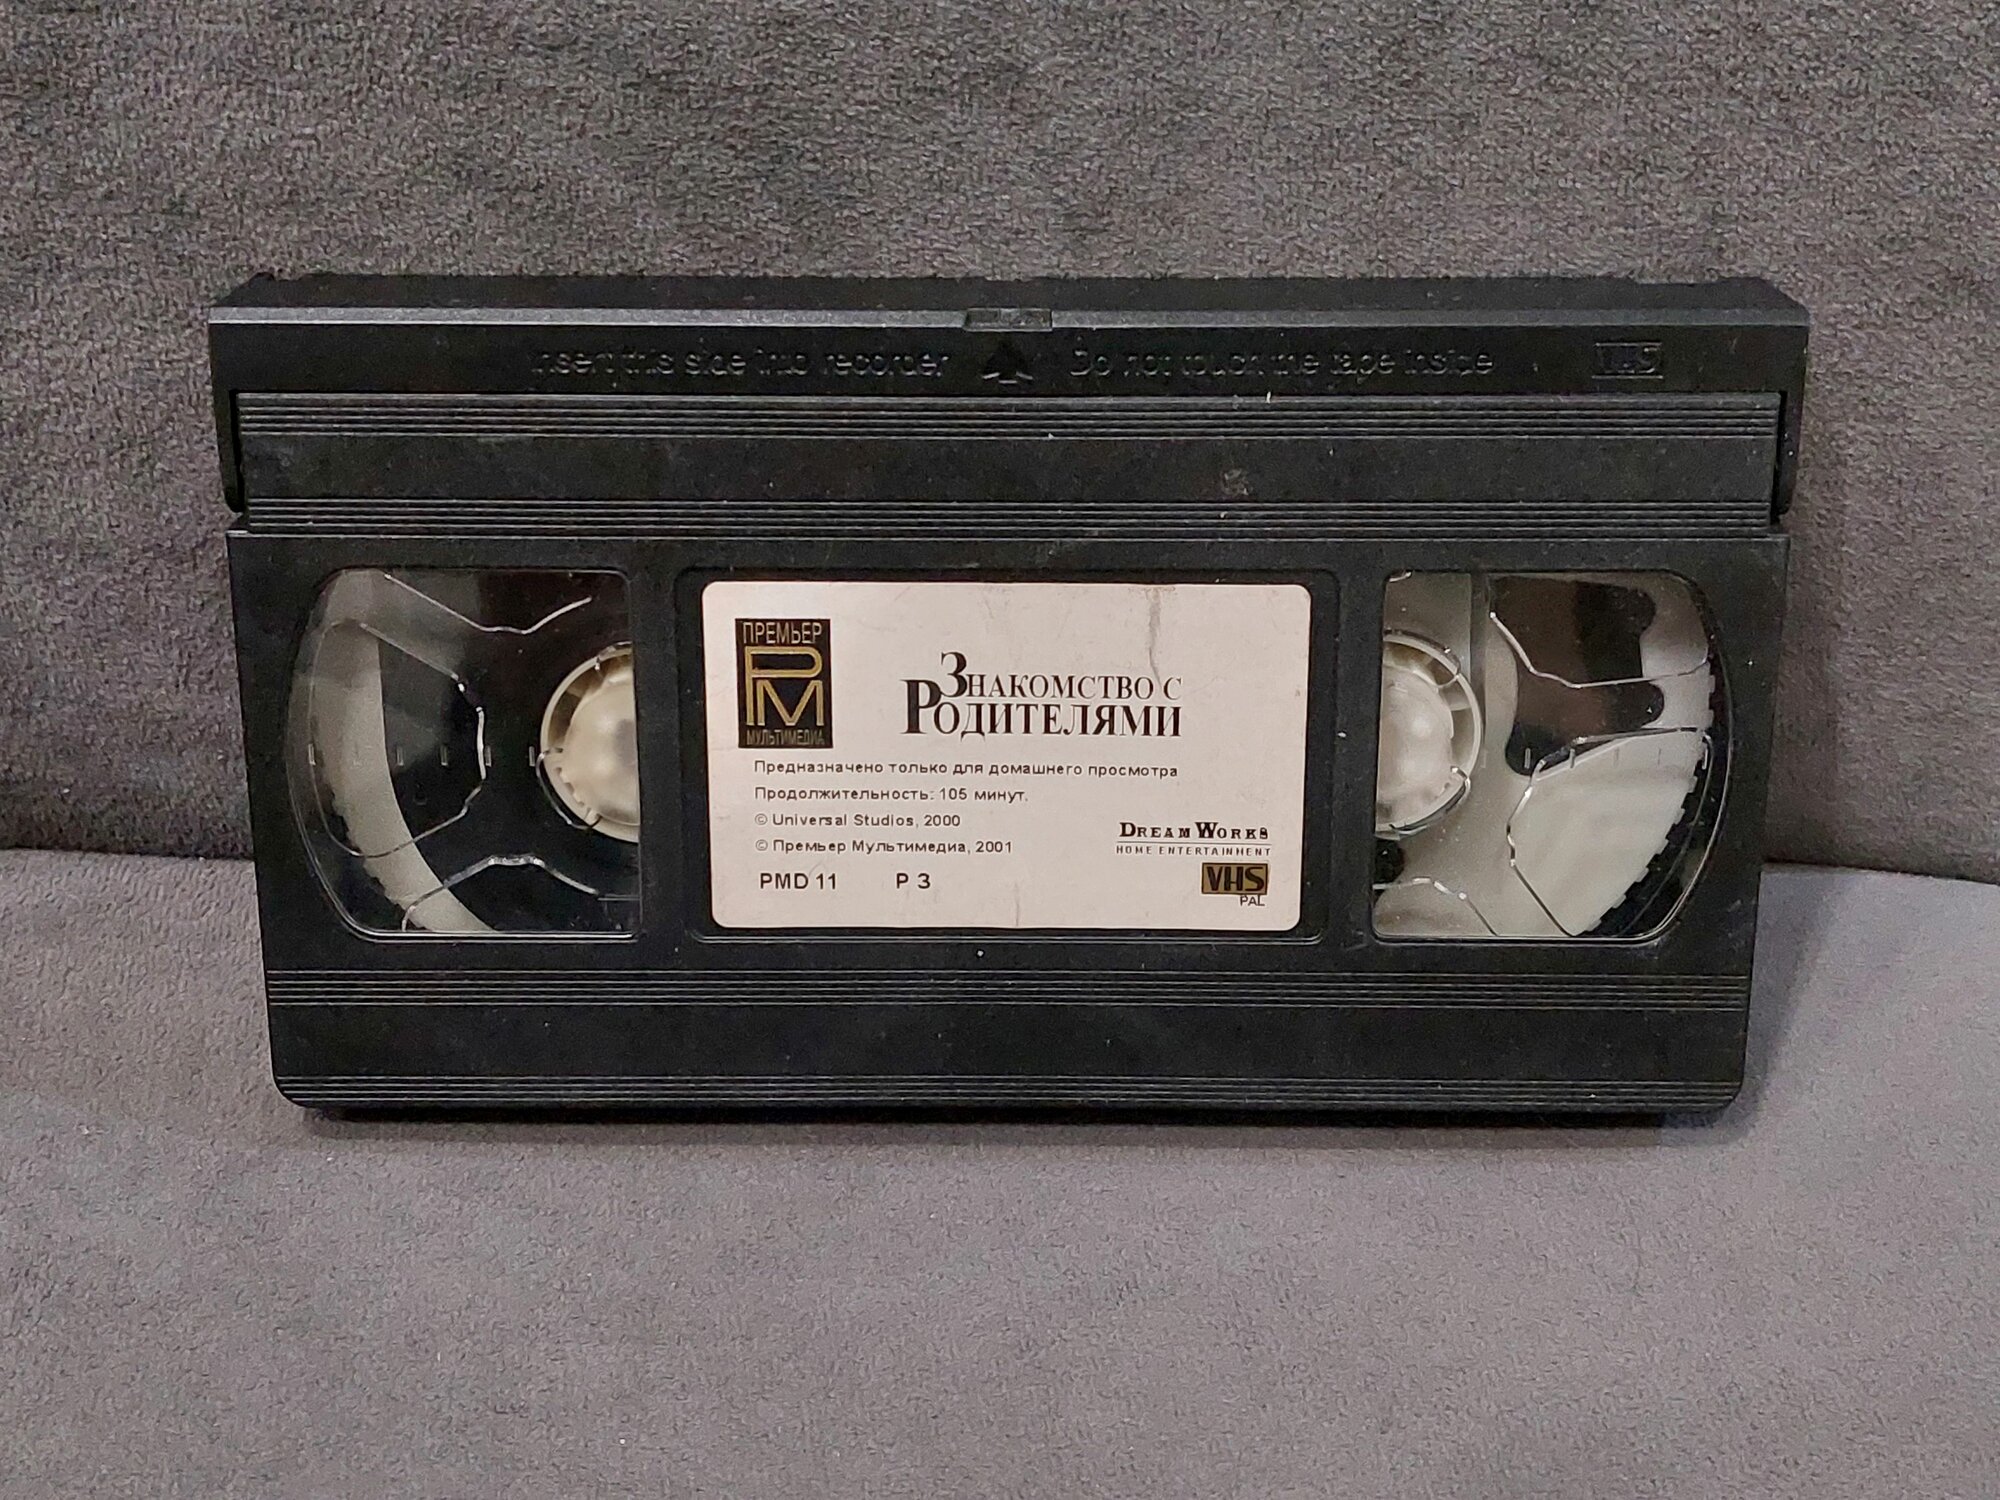 Insert this side into recorder
Do not touch the tape inside
VHS
ПРЕМЬЕР
PM
МУЛЬТИМЕДИА
ЗНАКОМСТВО С
РОДИТЕЛЯМИ
Предназначено только для домашнего просмотра
Продолжительность: 105 минут.
© Universal Studios, 2000
© Премьер Мультимедиа, 2001
PMD 11 P 3
DREAMWORKS
HOME ENTERTAINMENT
VHS
PAL